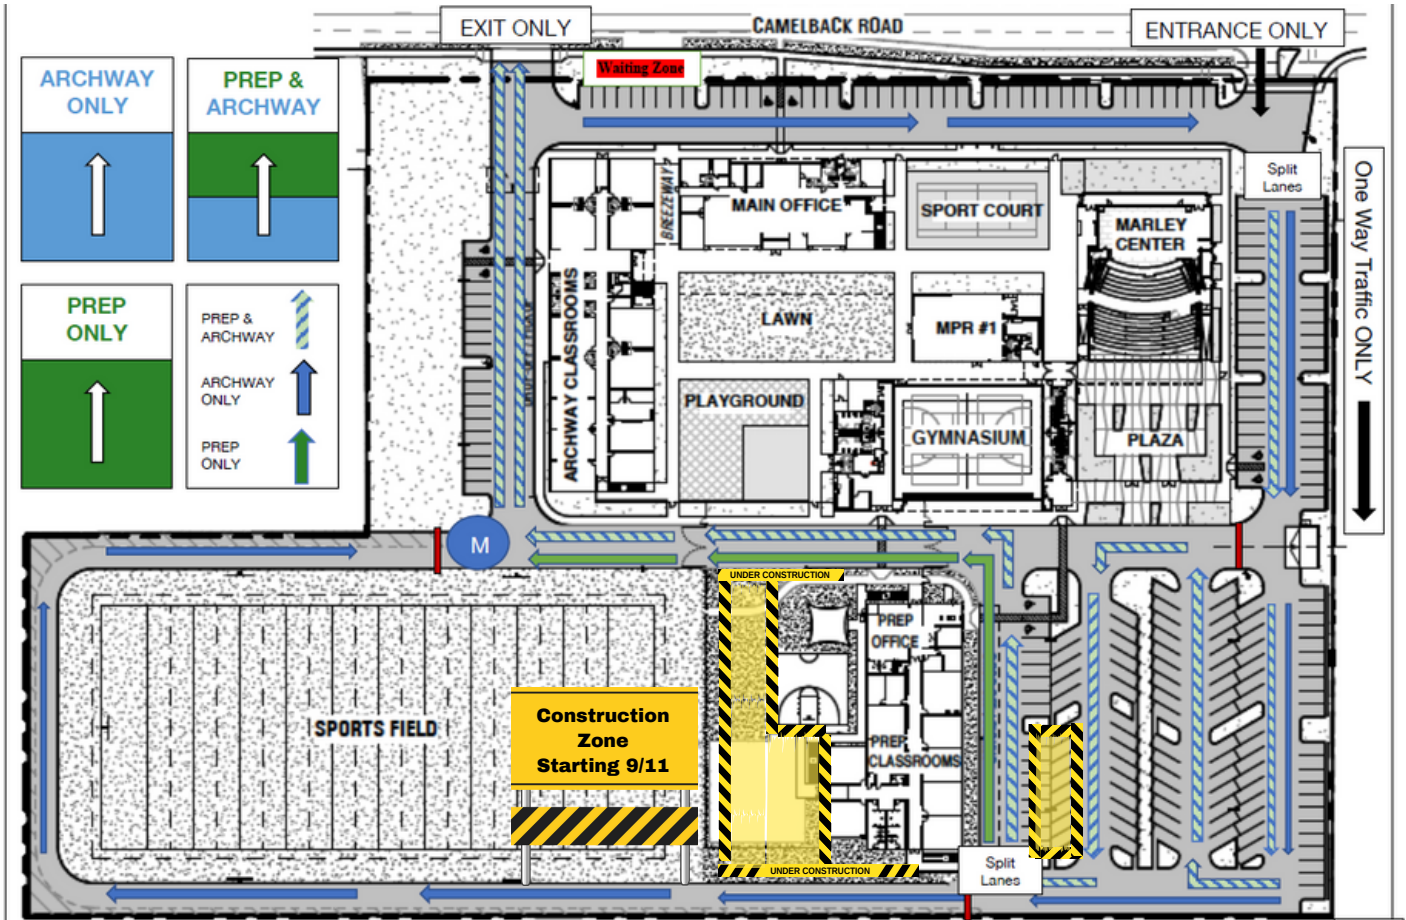 CAMELBACK ROAD
EXIT ONLY
ENTRANCE ONLY
Waiting Zone
ARCHWAY
ONLY
PREP &
ARCHWAY
PREP
ONLY
PREP &
ARCHWAY
ARCHWAY
ONLY
PREP
ONLY
Split
Lanes
One Way Traffic ONLY
BREEZEWAY
MAIN OFFICE
SPORT COURT
MARLEY
CENTER
ARCHWAY CLASSROOMS
LAWN
MPR #1
PLAYGROUND
GYMNASIUM
PLAZA
M
UNDER CONSTRUCTION
PREP
OFFICE
SPORTS FIELD
Construction
Zone
Starting 9/11
PREP
CLASSROOMS
UNDER CONSTRUCTION
Split
Lanes